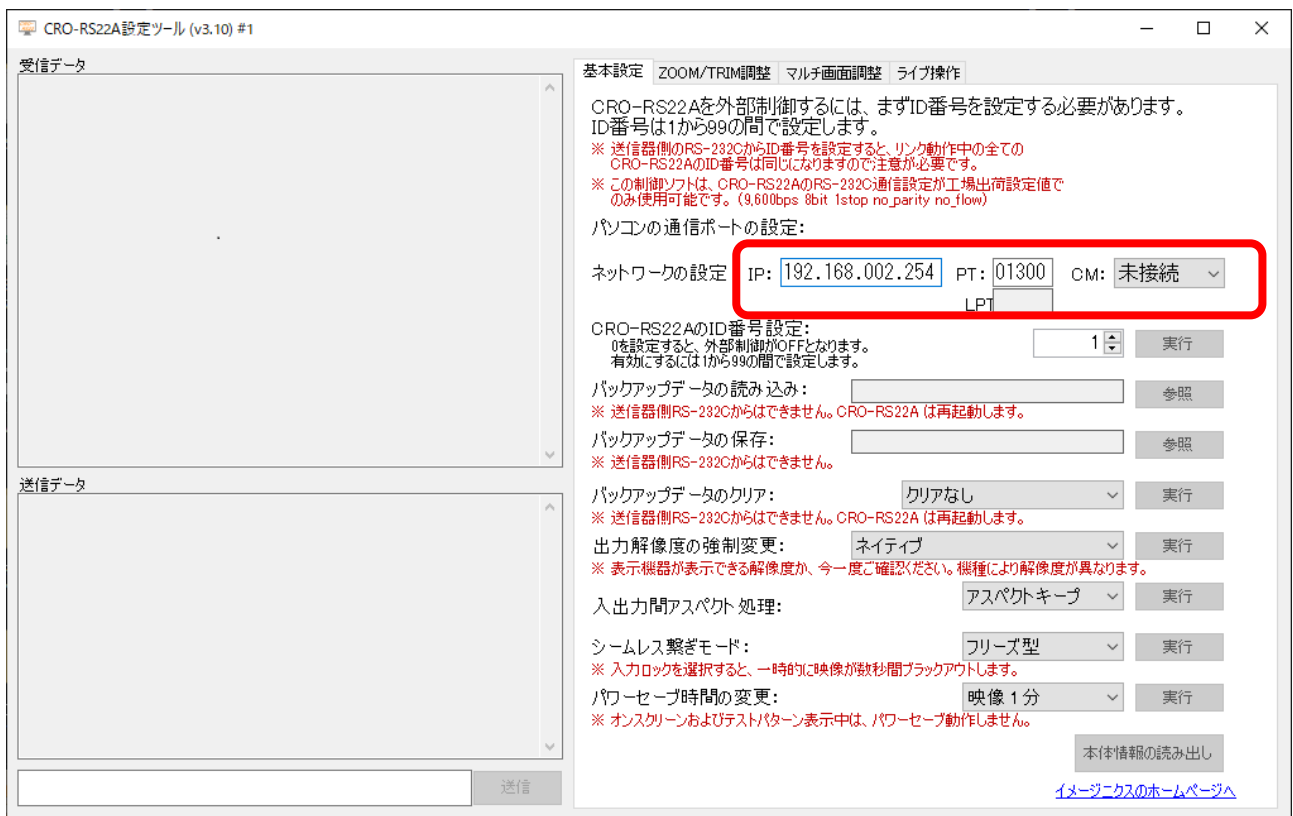 CRO-RS22A設定ツール (v3.10) #1
受信データ
送信データ
送信
基本設定 ZOOM/TRIM調整 マルチ画面調整 ライブ操作
CRO-RS22Aを外部制御するには、まずID番号を設定する必要があります。
ID番号は1から99の間で設定します。
※ 送信器側のRS-232CからID番号を設定すると、リンク動作中の全ての
CRO-RS22AのID番号は同じになりますので注意が必要です。
※ この制御ソフトは、CRO-RS22AのRS-232C通信設定が工場出荷設定値で
のみ使用可能です。(9,600bps 8bit 1stop no_parity no_flow)
パソコンの通信ポートの設定:
ネットワークの設定 IP: 192.168.002.254 PT: 01300 CM: 未接続
LPT
CRO-RS22AのID番号設定:
0を設定すると、外部制御がOFFとなります。
有効にするには1から99の間で設定します。
1 実行
バックアップデータの読み込み: 参照
※ 送信器側RS-232Cからはできません。CRO-RS22A は再起動します。
バックアップデータの保存: 参照
※ 送信器側RS-232Cからはできません。
バックアップデータのクリア: クリアなし 実行
※ 送信器側RS-232Cからはできません。CRO-RS22A は再起動します。
出力解像度の強制変更: ネイティブ 実行
※ 表示機器が表示できる解像度か、今一度ご確認ください。機種により解像度が異なります。
入出力間アスペクト処理: アスペクトキープ 実行
シームレス繋ぎモード: フリーズ型 実行
※ 入力ロックを選択すると、一時的に映像が数秒間ブラックアウトします。
パワーセーブ時間の変更: 映像1分 実行
※ オンスクリーンおよびテストパターン表示中は、パワーセーブ動作しません。
本体情報の読み出し
イメージニクスのホームページへ